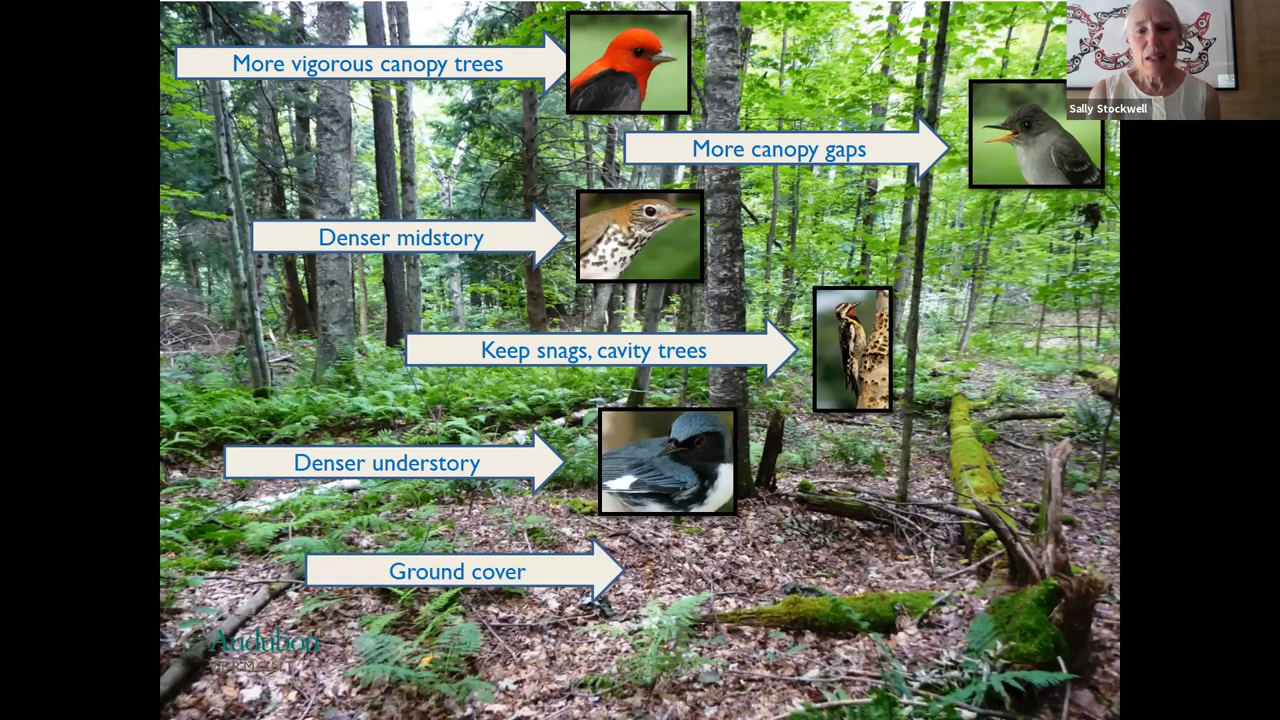 More vigorous canopy trees
Sally Stockwell
More canopy gaps
Denser midstory
Keep snags, cavity trees
Denser understory
Ground cover
Audubon
VERMONT